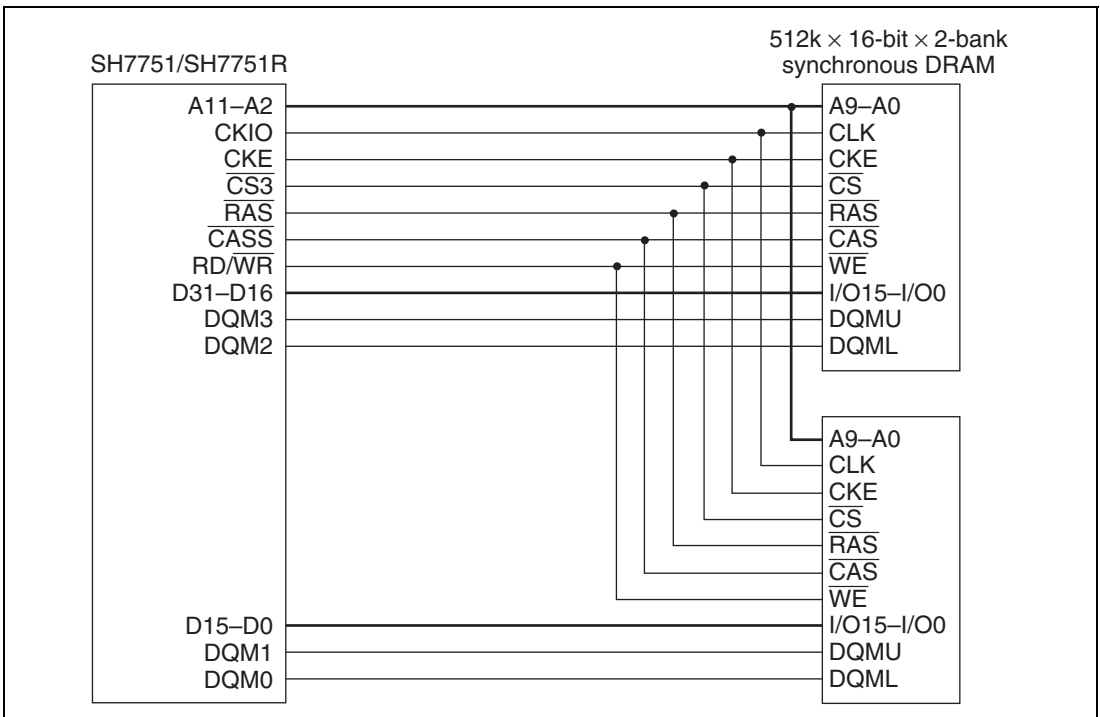 512k × 16-bit × 2-bank
synchronous DRAM
SH7751/SH7751R
A11–A2
CKIO
CKE
CS3
RAS
CASS
RD/WR
D31–D16
DQM3
DQM2
D15–D0
DQM1
DQM0
A9–A0
CLK
CKE
CS
RAS
CAS
WE
I/O15–I/O0
DQMU
DQML
A9–A0
CLK
CKE
CS
RAS
CAS
WE
I/O15–I/O0
DQMU
DQML